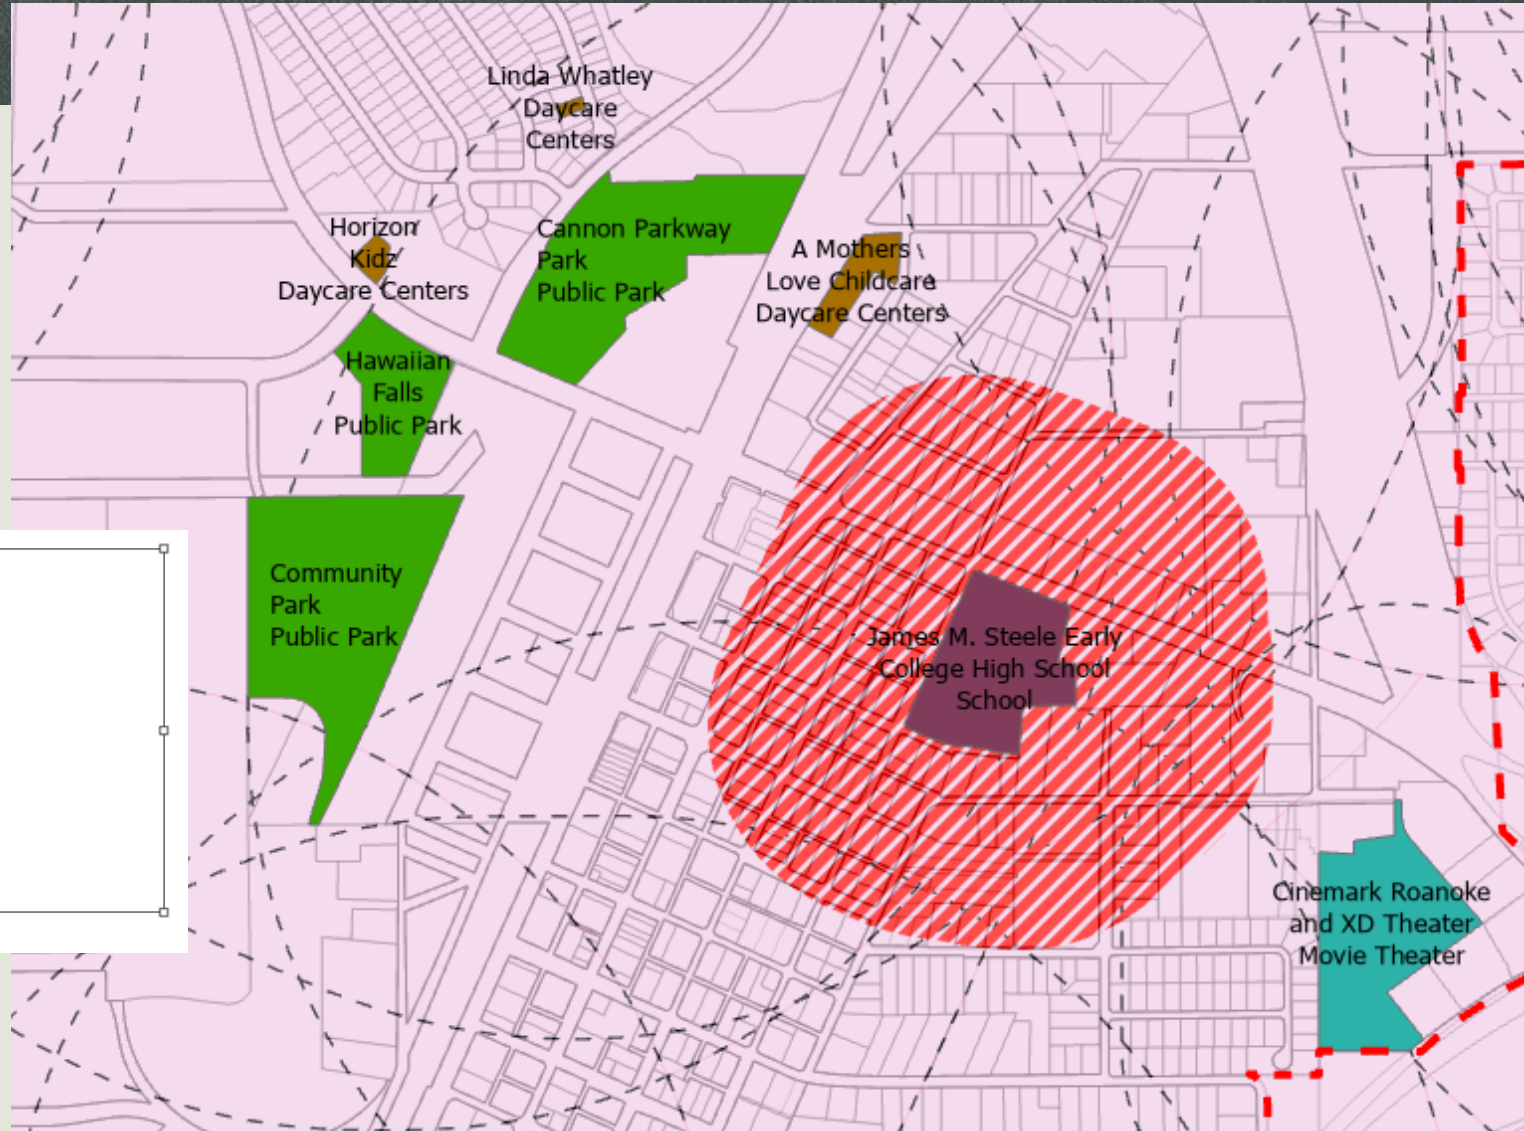 Linda Whatley
Daycare
Centers
Horizon
Kidz
Daycare Centers
Cannon Parkway
Park
Public Park
A Mothers
Love Childcare
Daycare Centers
Hawaiian
Falls
Public Park
Community
Park
Public Park
James M. Steele Early
College High School
School
Cinemark Roanoke
and XD Theater
Movie Theater